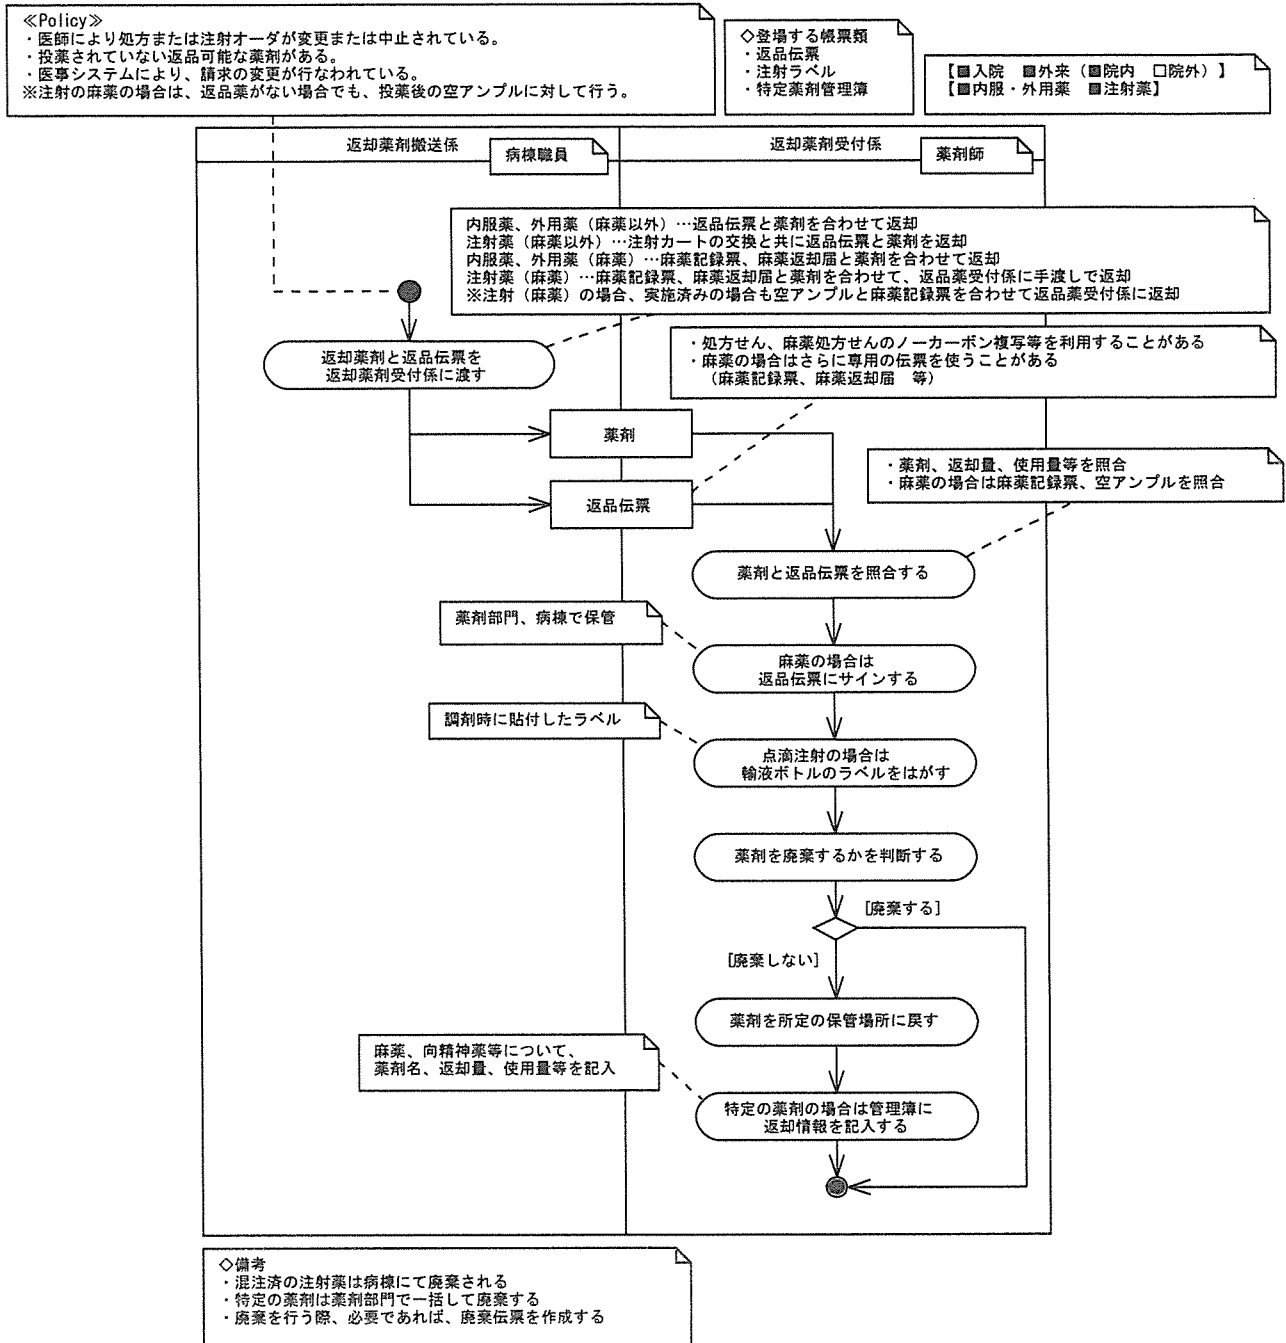 ≪Policy≫
・医師により処方または注射オーダが変更または中止されている。
・投薬されていない返品可能な薬剤がある。
・医事システムにより、請求の変更が行なわれている。
※注射の麻薬の場合は、返品薬がない場合でも、投薬後の空アンプルに対して行う。
◇登場する帳票類
・返品伝票
・注射ラベル
・特定薬剤管理簿
【■入院 ■外来（■院内 □院外）】
【■内服・外用薬 ■注射薬】
返却薬剤搬送係
病棟職員
返却薬剤受付係
薬剤師
内服薬、外用薬（麻薬以外）…返品伝票と薬剤を合わせて返却
注射薬（麻薬以外）…注射カートの交換と共に返品伝票と薬剤を返却
内服薬、外用薬（麻薬）…麻薬記録票、麻薬返却届と薬剤を合わせて返却
注射薬（麻薬）…麻薬記録票、麻薬返却届と薬剤を合わせて、返品薬受付係に手渡しで返却
※注射（麻薬）の場合、実施済みの場合も空アンプルと麻薬記録票を合わせて返品薬受付係に返却
返却薬剤と返品伝票を
返却薬剤受付係に渡す
・処方せん、麻薬処方せんのノーカーボン複写等を利用することがある
・麻薬の場合はさらに専用の伝票を使うことがある
（麻薬記録票、麻薬返却届 等）
薬剤
返品伝票
・薬剤、返却量、使用量等を照合
・麻薬の場合は麻薬記録票、空アンプルを照合
薬剤と返品伝票を照合する
薬剤部門、病棟で保管
麻薬の場合は
返品伝票にサインする
調剤時に貼付したラベル
点滴注射の場合は
輸液ボトルのラベルをはがす
薬剤を廃棄するかを判断する
[廃棄する]
[廃棄しない]
薬剤を所定の保管場所に戻す
麻薬、向精神薬等について、
薬剤名、返却量、使用量等を記入
特定の薬剤の場合は管理簿に
返却情報を記入する
◇備考
・混注済の注射薬は病棟にて廃棄される
・特定の薬剤は薬剤部門で一括して廃棄する
・廃棄を行う際、必要であれば、廃棄伝票を作成する